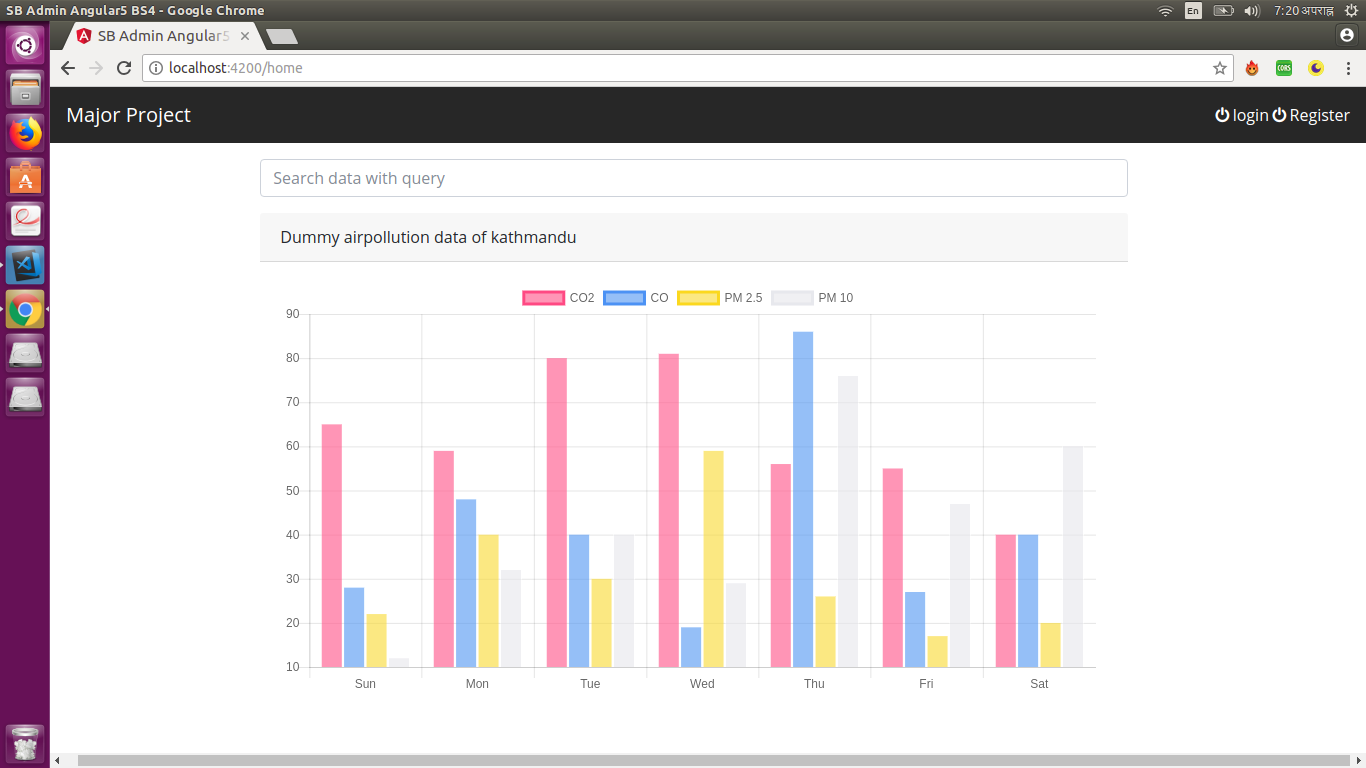 SB Admin Angular5 BS4 - Google Chrome
En
7:20 अपराह्न
SB Admin Angular5
localhost:4200/home
CORS
Major Project
login Register
Search data with query
Dummy airpollution data of kathmandu
CO2 CO PM 2.5 PM 10
90
80
70
60
50
40
30
20
10
Sun Mon Tue Wed Thu Fri Sat